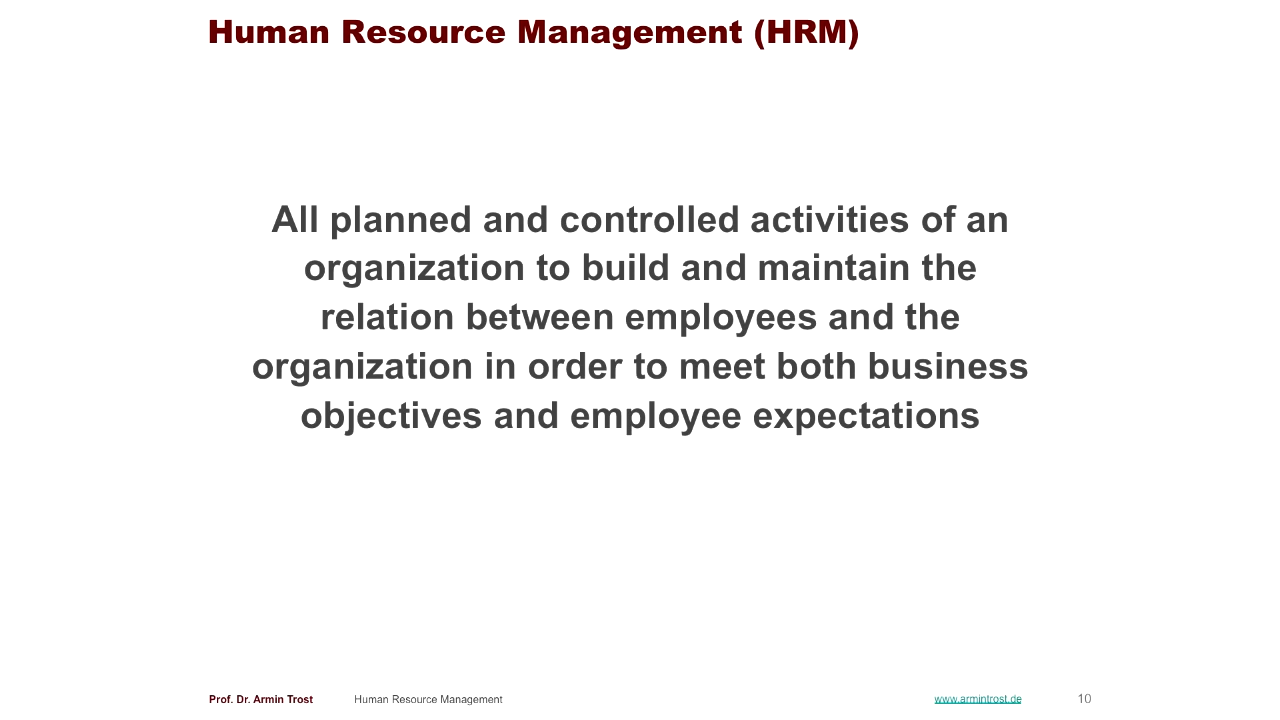 Human Resource Management (HRM)
All planned and controlled activities of an
organization to build and maintain the
relation between employees and the
organization in order to meet both business
objectives and employee expectations
Prof. Dr. Armin Trost Human Resource Management www.armintrost.de 10